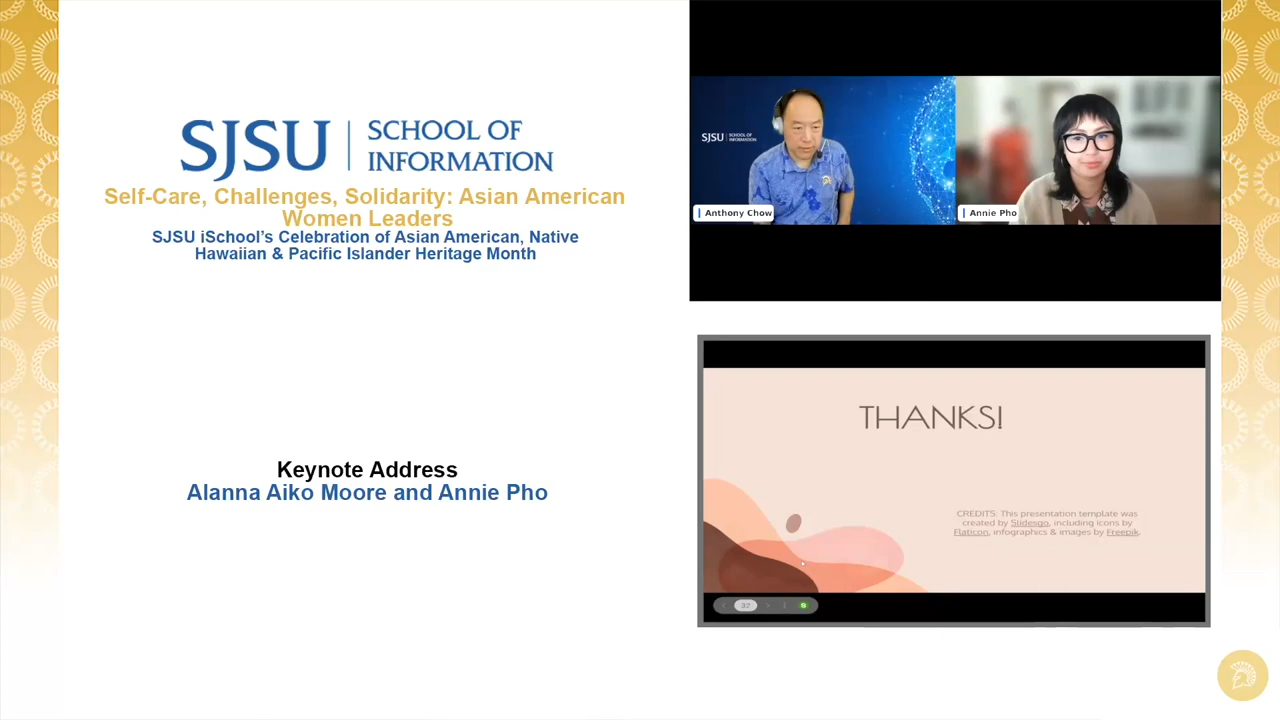 SJSU
SCHOOL OF
INFORMATION
Self-Care, Challenges, Solidarity: Asian American
Women Leaders
SJSU iSchool’s Celebration of Asian American, Native
Hawaiian & Pacific Islander Heritage Month
Keynote Address
Alanna Aiko Moore and Annie Pho
SJSU
SCHOOL OF
INFORMATION
Anthony Chow
Annie Pho
THANKS!
CREDITS: This presentation template was
created by Slidesgo, including icons by
Flaticon, infographics & images by Freepik.
37